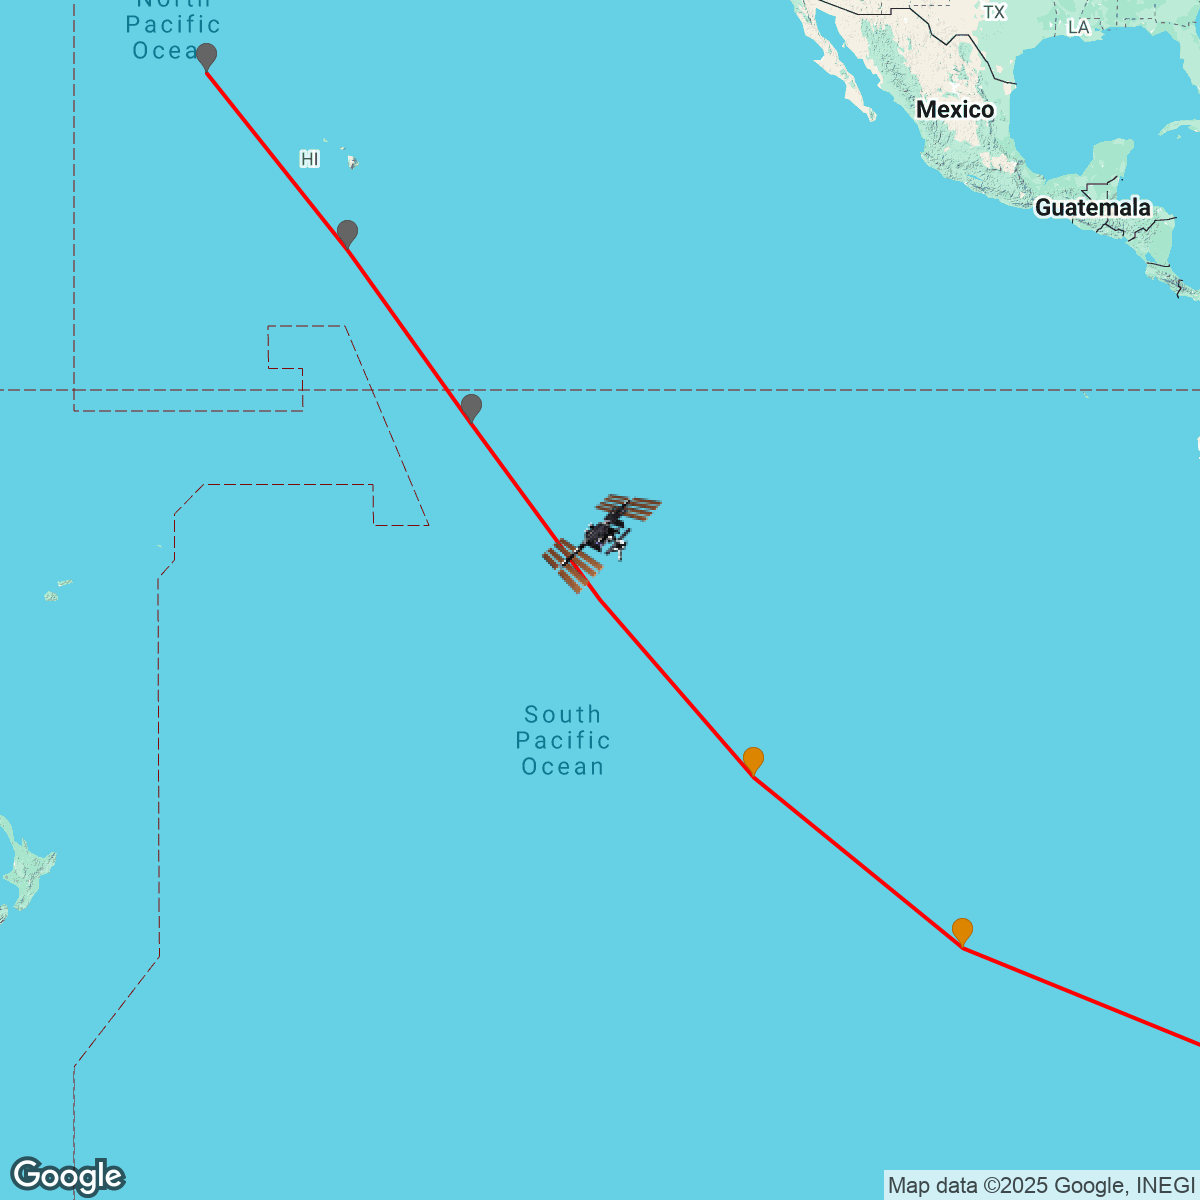 North
Pacific
Ocean
TX
LA
Mexico
HI
Guatemala
South
Pacific
Ocean
Google
Map data ©2025 Google, INEGI